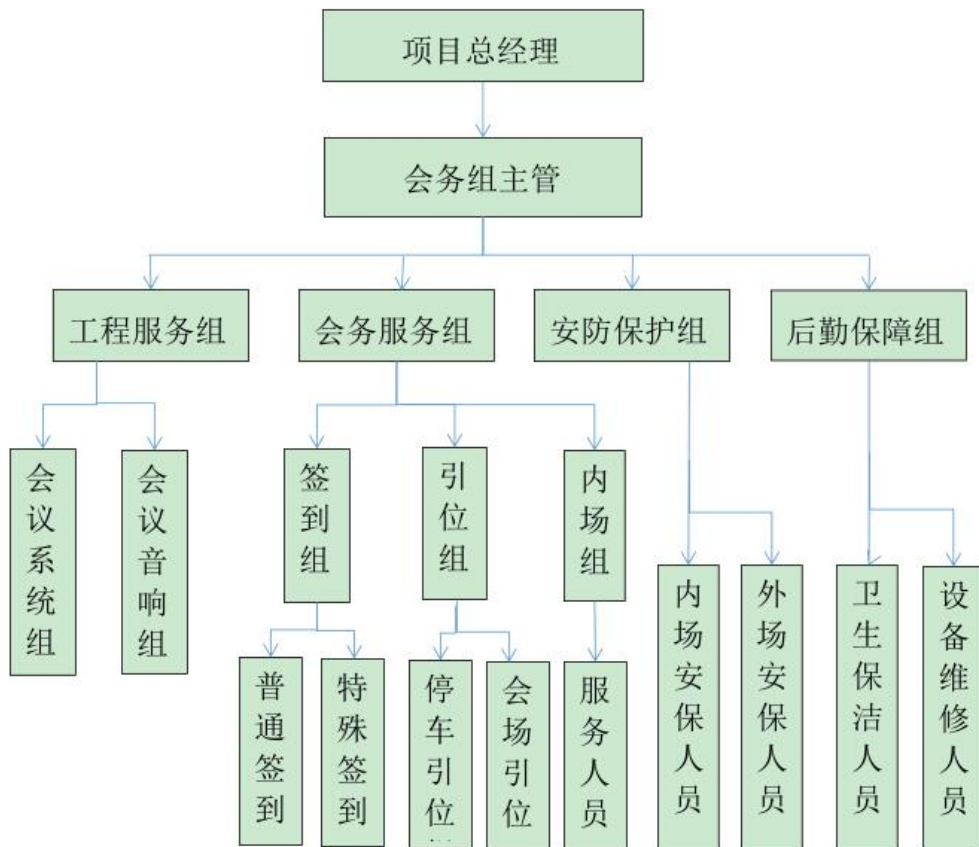 项目总经理
会务组主管
工程服务组
会务服务组
安防保护组
后勤保障组
会议系统组
会议音响组
签到组
引位组
内场组
普通签到
特殊签到
停车引位
会场引位
服务人员
内场安保人员
外场安保人员
卫生保洁人员
设备维修人员